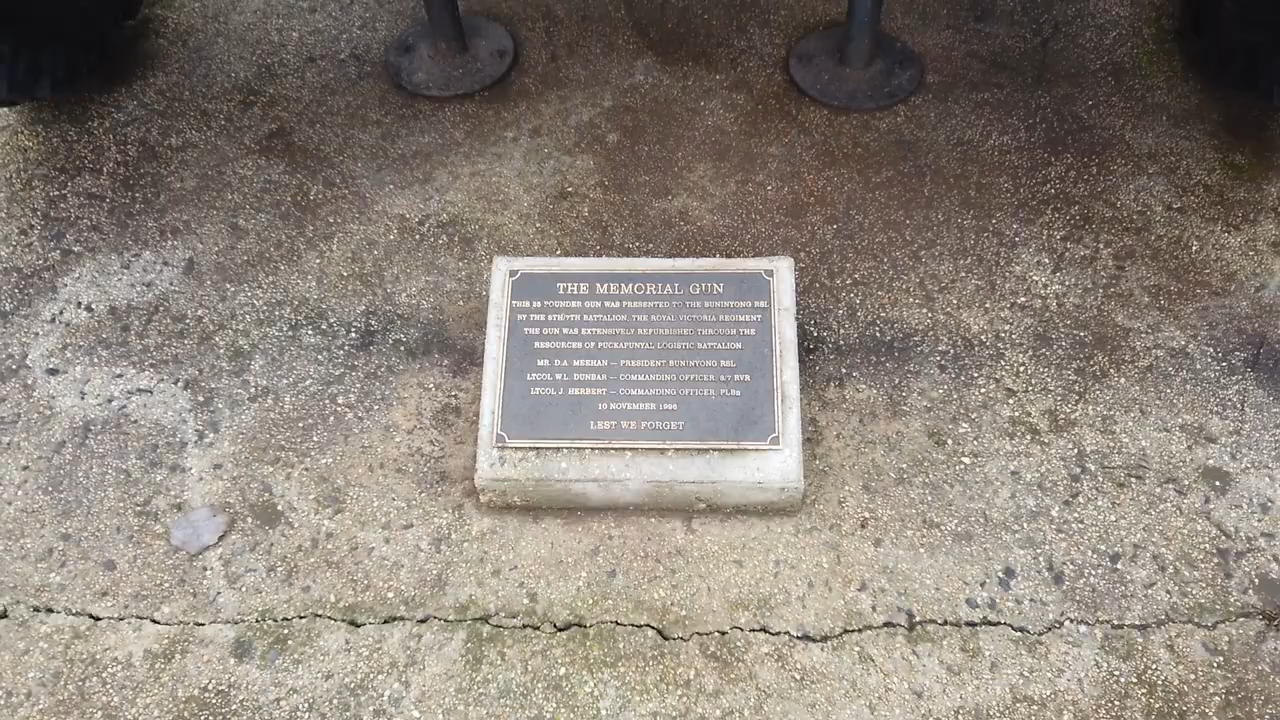 THE MEMORIAL GUN
THIS 25 POUNDER GUN WAS PRESENTED TO THE BUNINYONG RSL
BY THE 8TH/7TH BATTALION, THE ROYAL VICTORIA REGIMENT
THE GUN WAS EXTENSIVELY REFURBISHED THROUGH THE
RESOURCES OF PUCKAPUNYAL LOGISTIC BATTALION.
MR. D.A. MEEHAN – PRESIDENT BUNINYONG RSL
LTCOL W.L. DUNBAR – COMMANDING OFFICER, 8/7 RVR
LTCOL J. HERBERT – COMMANDING OFFICER, PLBn
10 NOVEMBER 1996
LEST WE FORGET